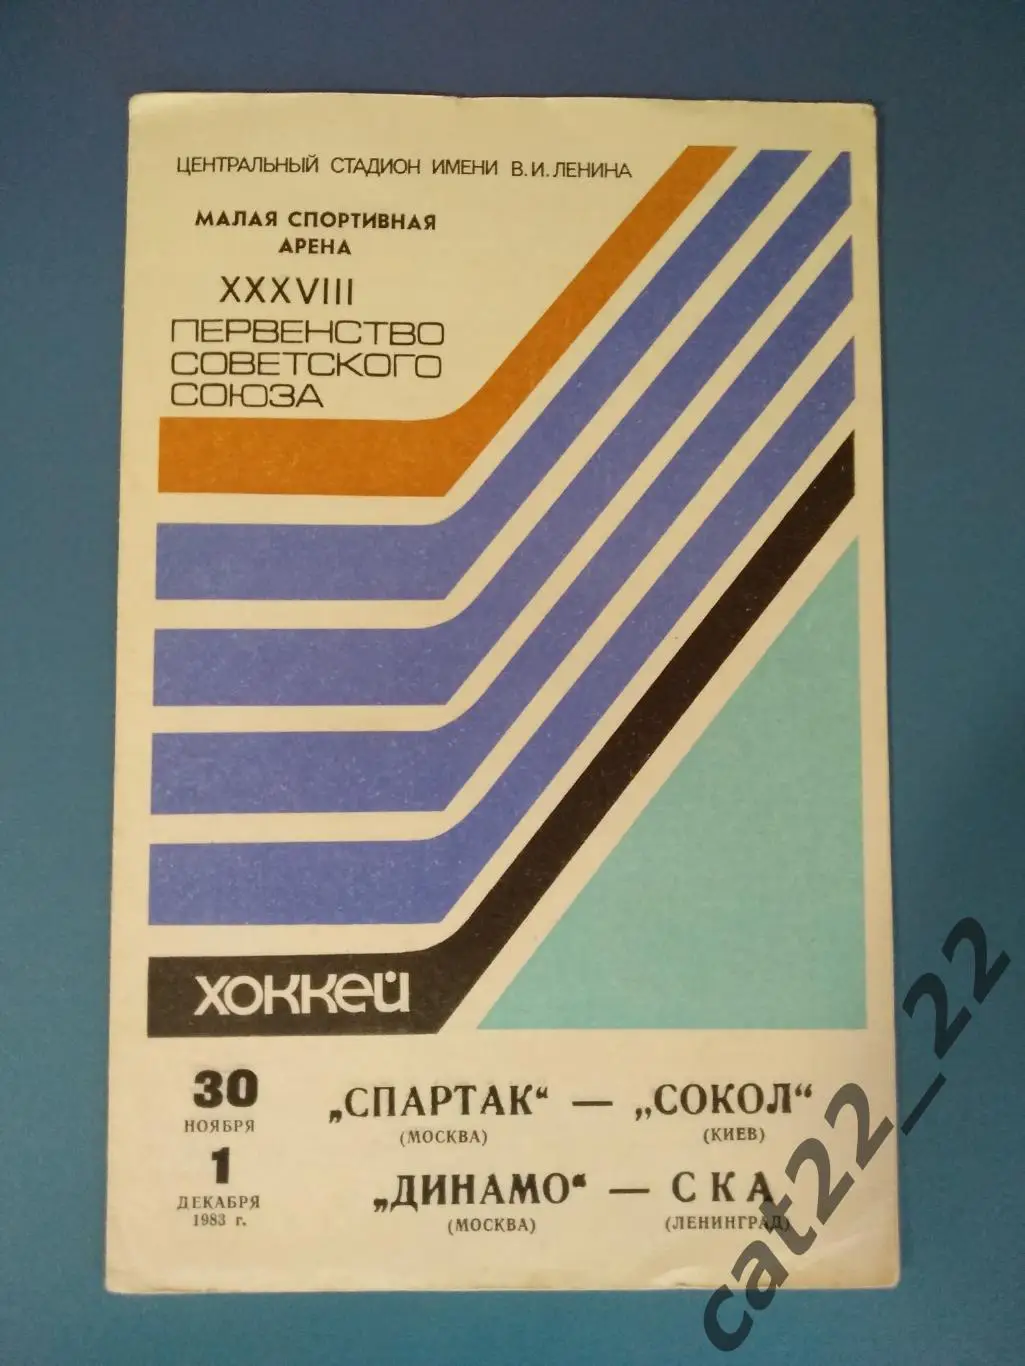 ЦЕНТРАЛЬНЫЙ СТАДИОН ИМЕНИ В.И.ЛЕНИНА
МАЛАЯ СПОРТИВНАЯ
АРЕНА
XXXVIII
ПЕРВЕНСТВО
СОВЕТСКОГО
СОЮЗА
ХОККЕЙ
30 „СПАРТАК“ — „СОКОЛ“
НОЯБРЯ (МОСКВА) (КИЕВ)
1 „ДИНАМО“ — СКА
ДЕКАБРЯ (МОСКВА) (ЛЕНИНГРАД)
1983 г.
cat22_22